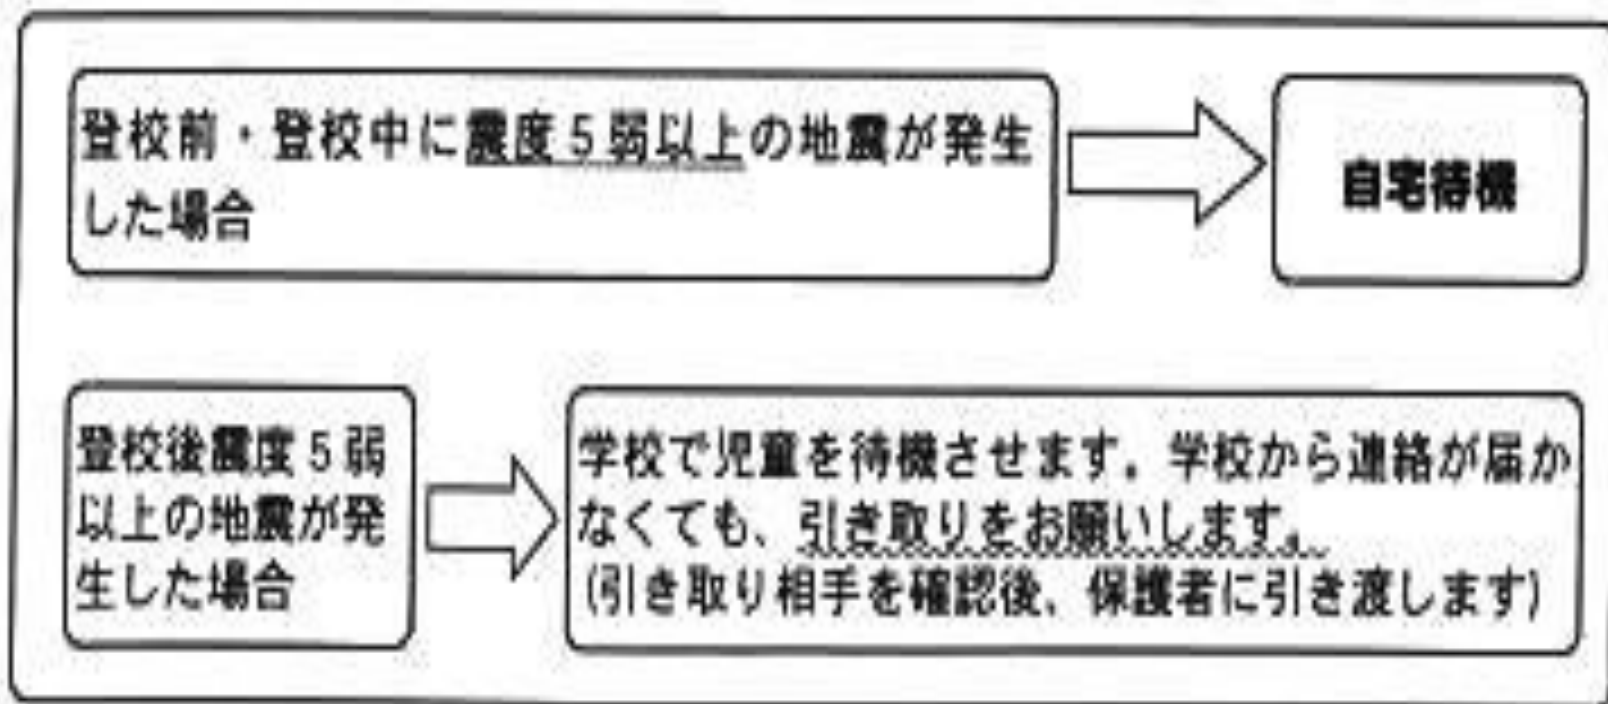 登校前・登校中に震度5弱以上の地震が発生
した場合
自宅待機
登校後震度5弱
以上の地震が発
生した場合
学校で児童を待機させます。学校から連絡が届か
なくても、引き取りをお願いします。
(引き取り相手を確認後、保護者に引き渡します)